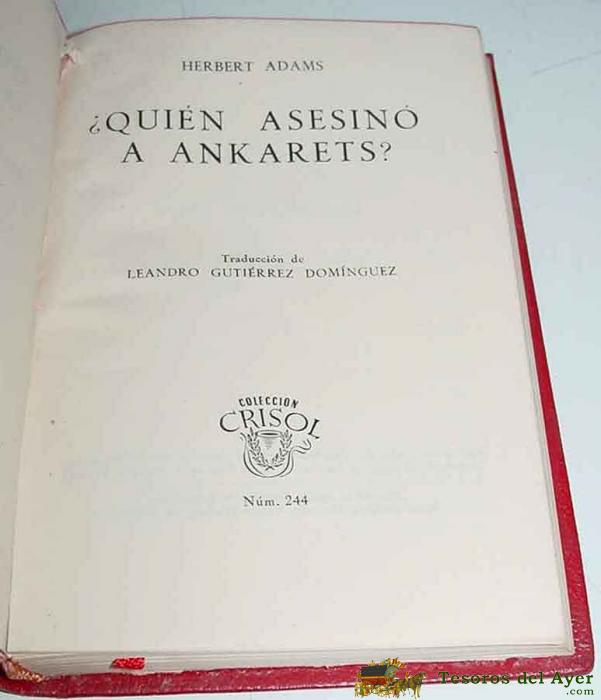 HERBERT ADAMS
¿QUIÉN ASESINÓ
A ANKARETS?
Traducción de
LEANDRO GUTIÉRREZ DOMÍNGUEZ
COLECCION
CRISOL
Núm. 244
Tesoros del Ayer
.com